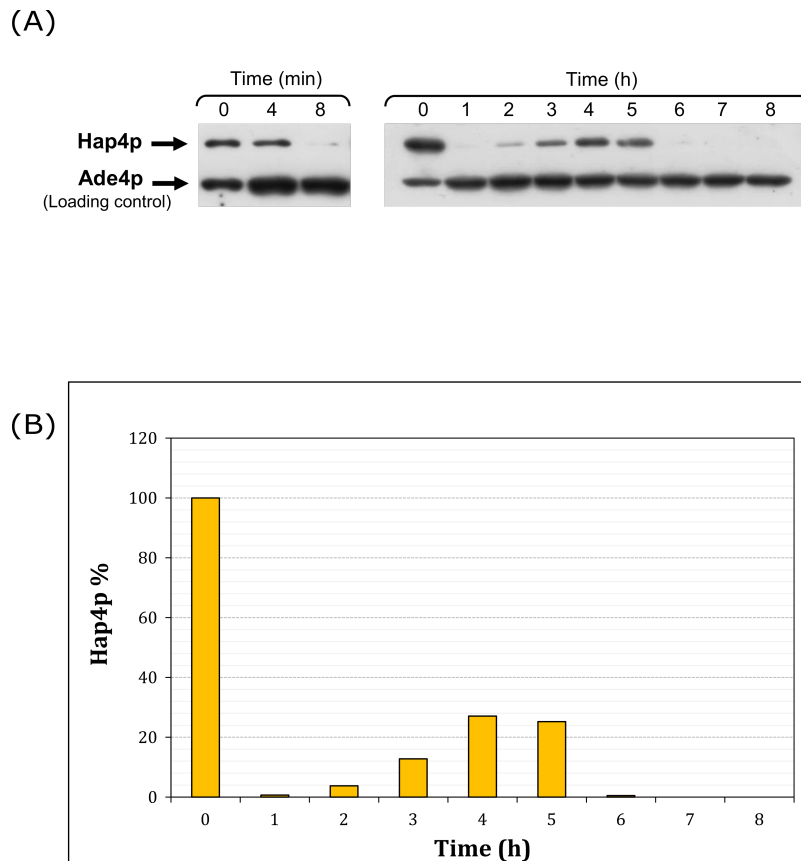 (A)
Time (min) Time (h)
0 4 8 0 1 2 3 4 5 6 7 8
Hap4p
Ade4p
(Loading control)
(B)
120
100
80
60
40
20
0
Hap4p %
0 1 2 3 4 5 6 7 8
Time (h)